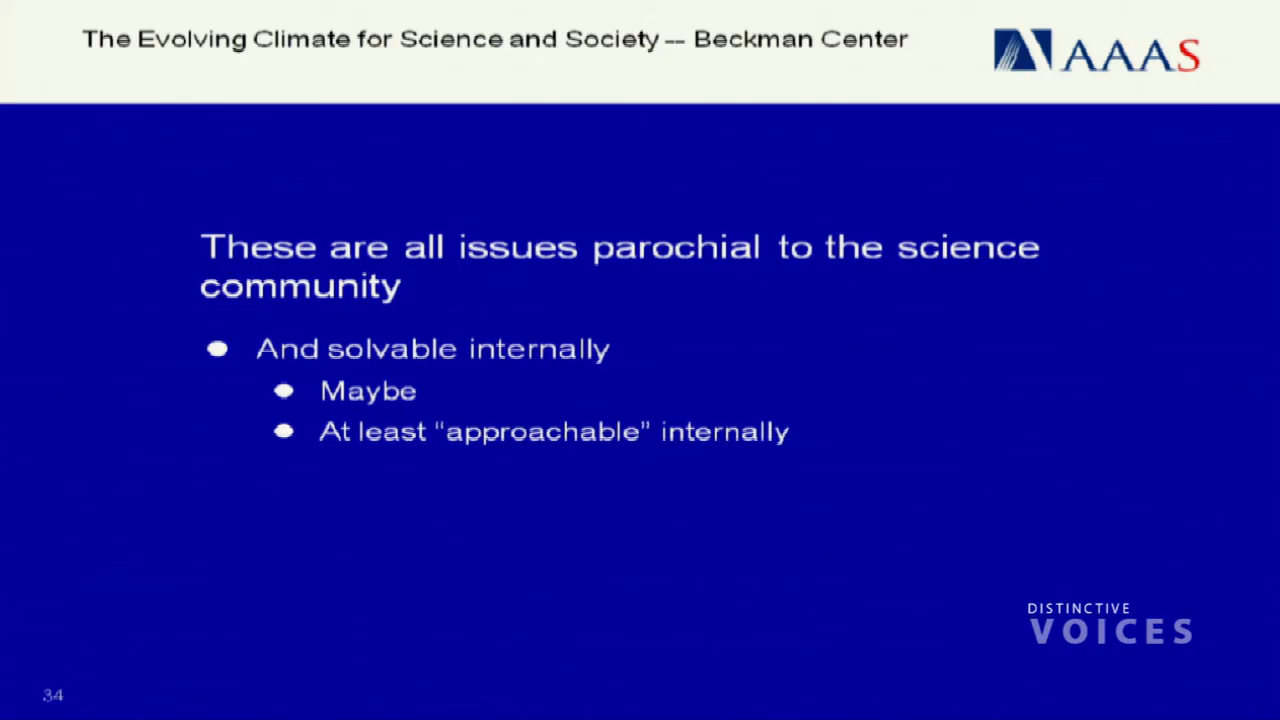 The Evolving Climate for Science and Society -- Beckman Center
AAAS
These are all issues parochial to the science
community
And solvable internally
Maybe
At least “approachable” internally
DISTINCTIVE
VOICES
34